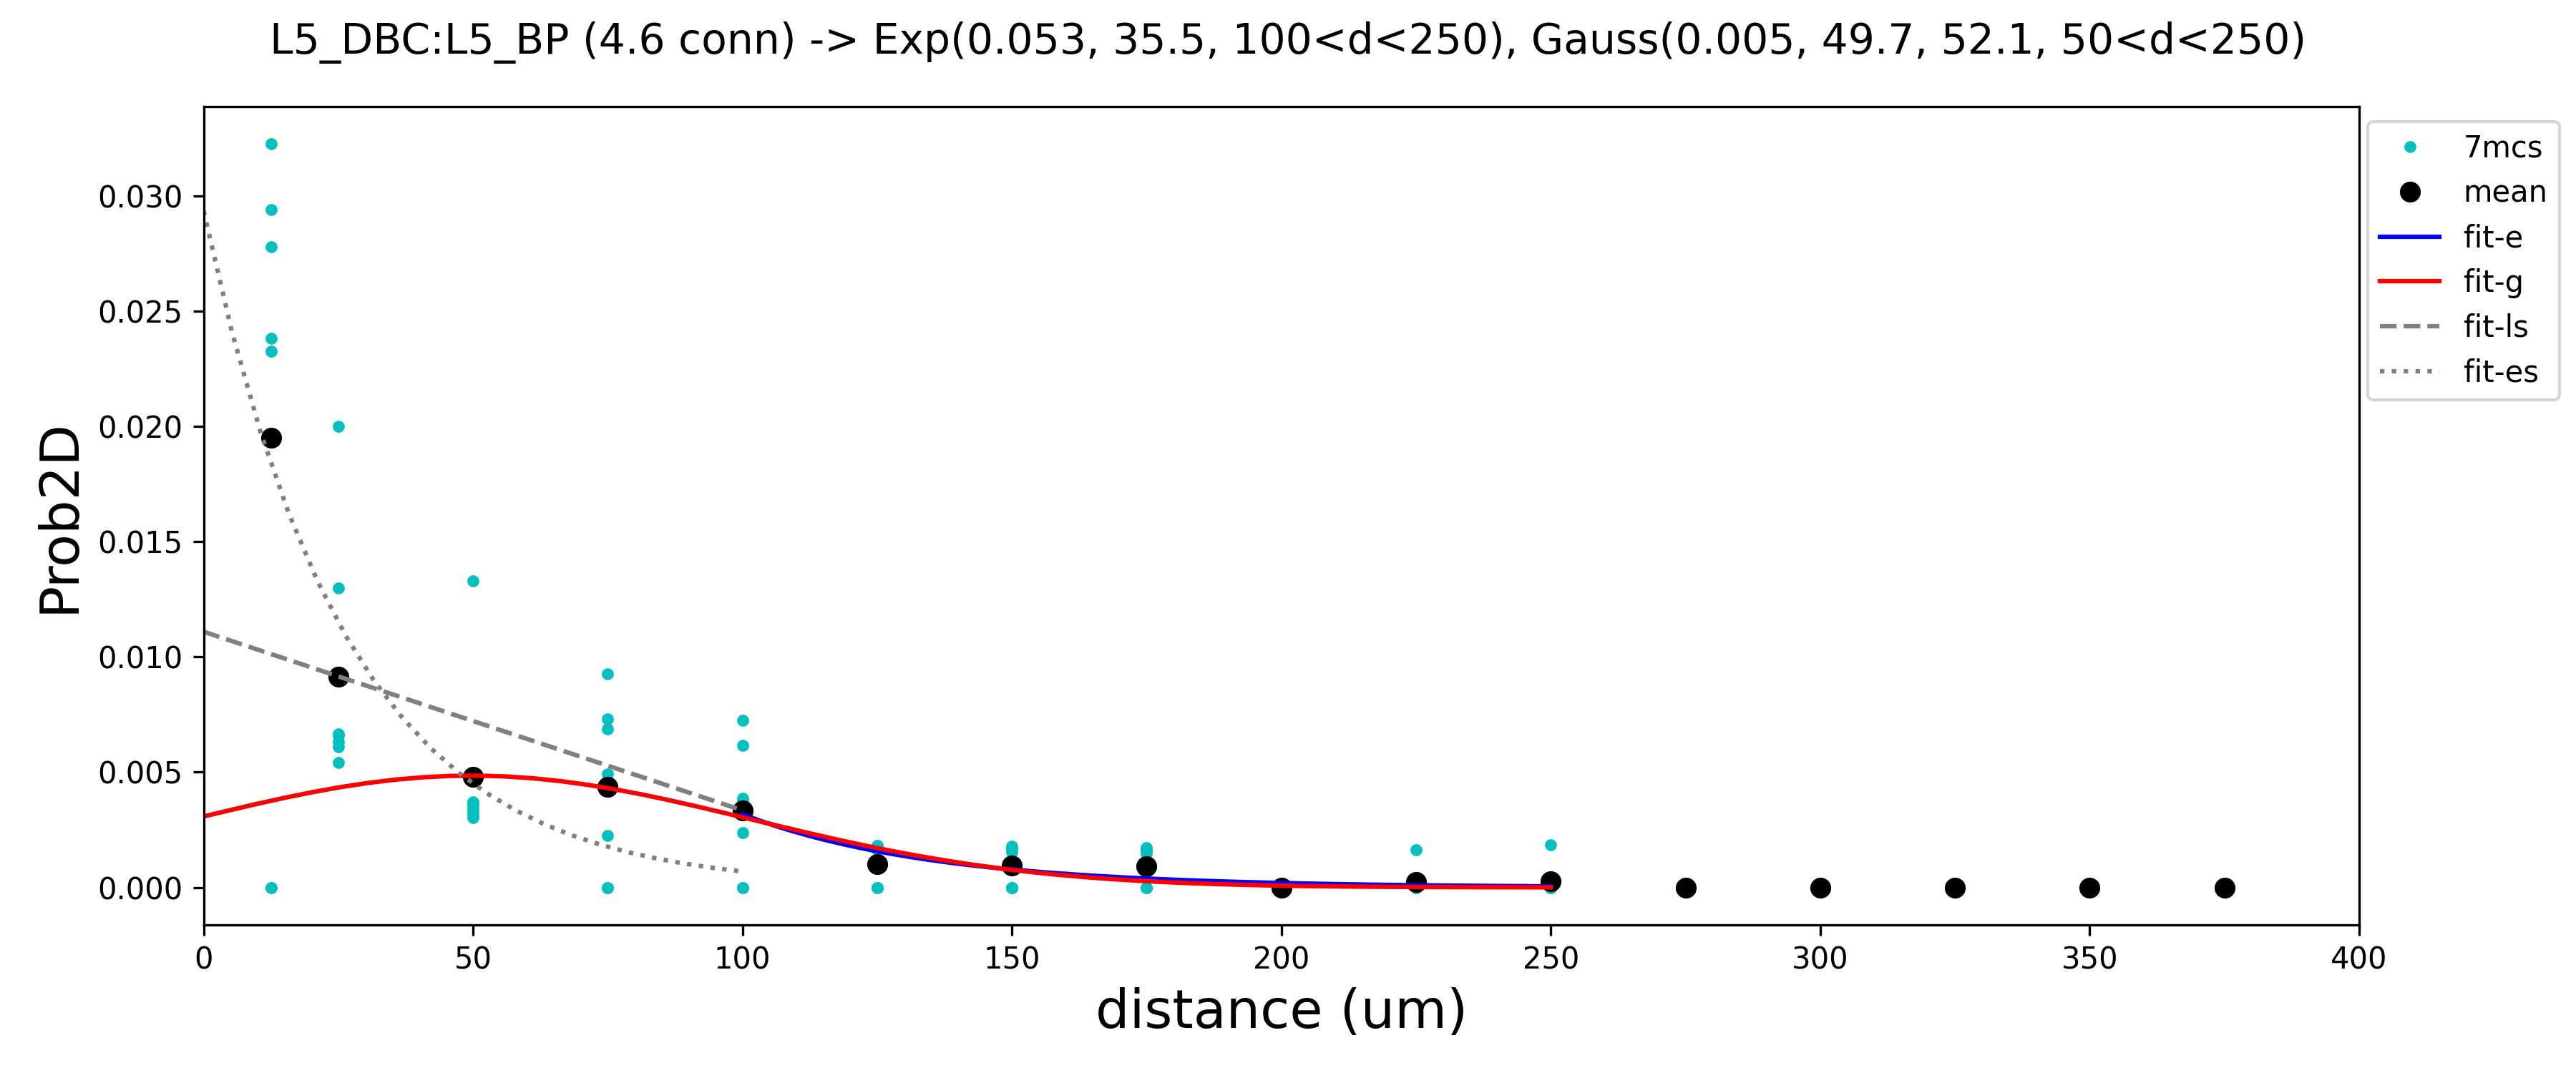 L5_DBC:L5_BP (4.6 conn) -> Exp(0.053, 35.5, 100<d<250), Gauss(0.005, 49.7, 52.1, 50<d<250)
7mcs
mean
fit-e
fit-g
fit-ls
fit-es
Prob2D
0.030
0.025
0.020
0.015
0.010
0.005
0.000
0 50 100 150 200 250 300 350 400
distance (um)